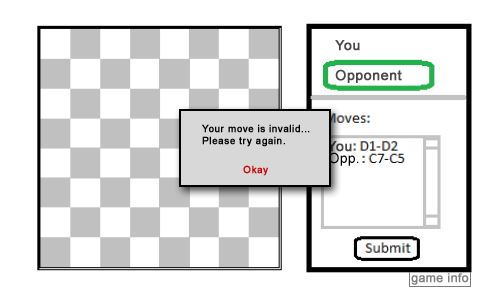 You
Opponent
Moves:
You: D1-D2
Opp. : C7-C5
Your move is invalid...
Please try again.
Okay
Submit
game info